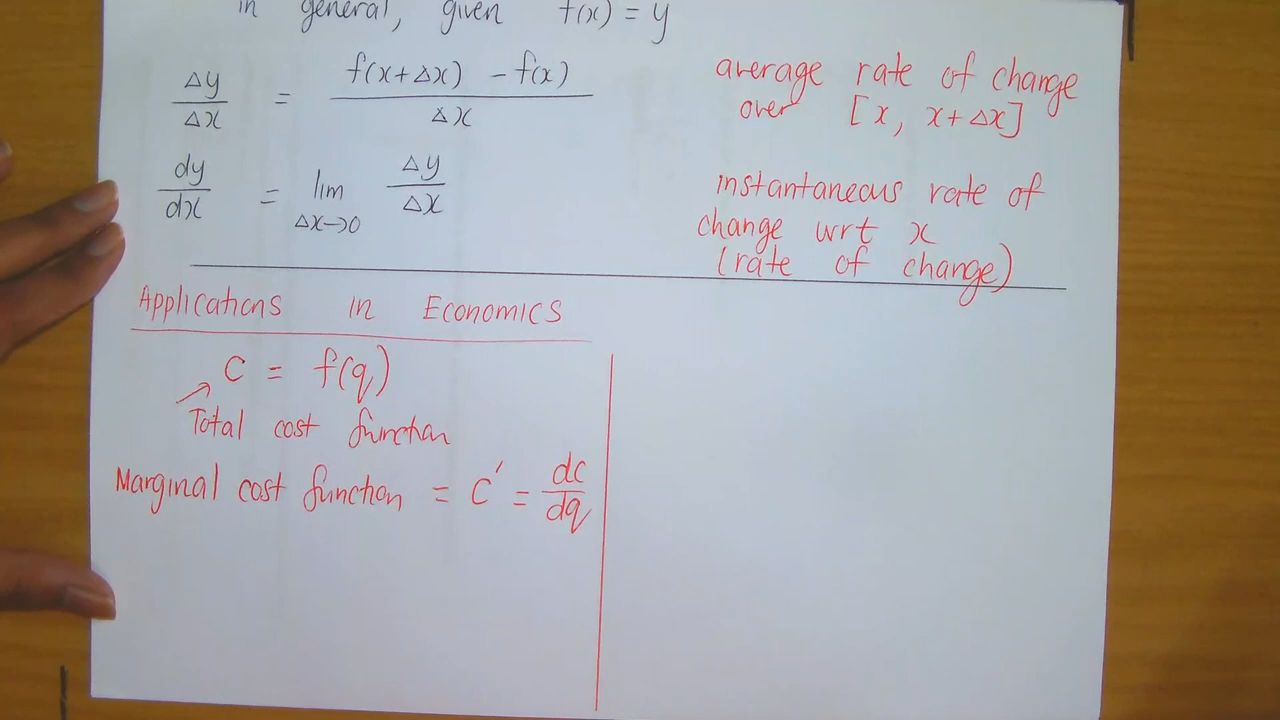 in general, given f(x) = y
Δy/Δx = f(x+Δx) - f(x) / Δx
average rate of change
over [x, x+Δx]
dy/dx = lim Δx→0 Δy/Δx
instantaneous rate of
change wrt x
(rate of change)
Applications in Economics
C = f(q)
Total cost function
Marginal cost function = C' = dc/dq